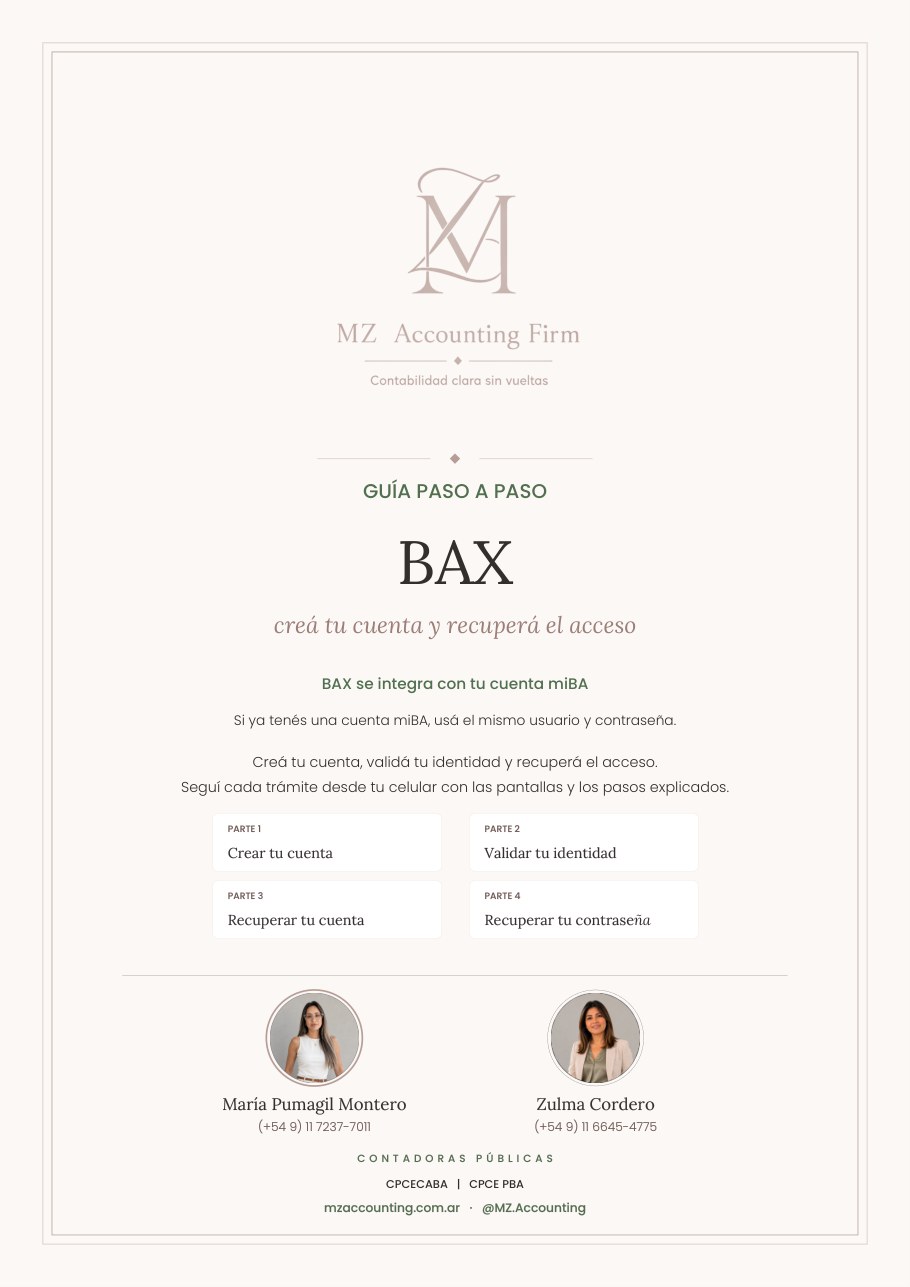 MZ Accounting Firm
Contabilidad clara sin vueltas
GUÍA PASO A PASO
BAX
creá tu cuenta y recuperá el acceso
BAX se integra con tu cuenta miBA
Si ya tenés una cuenta miBA, usá el mismo usuario y contraseña.
Creá tu cuenta, validá tu identidad y recuperá el acceso.
Seguí cada trámite desde tu celular con las pantallas y los pasos explicados.
PARTE 1
Crear tu cuenta
PARTE 2
Validar tu identidad
PARTE 3
Recuperar tu cuenta
PARTE 4
Recuperar tu contraseña
María Pumagil Montero
(+54 9) 11 7237-7011
Zulma Cordero
(+54 9) 11 6645-4775
CONTADORAS PÚBLICAS
CPCECABA | CPCE PBA
mzaccounting.com.ar · @MZ.Accounting